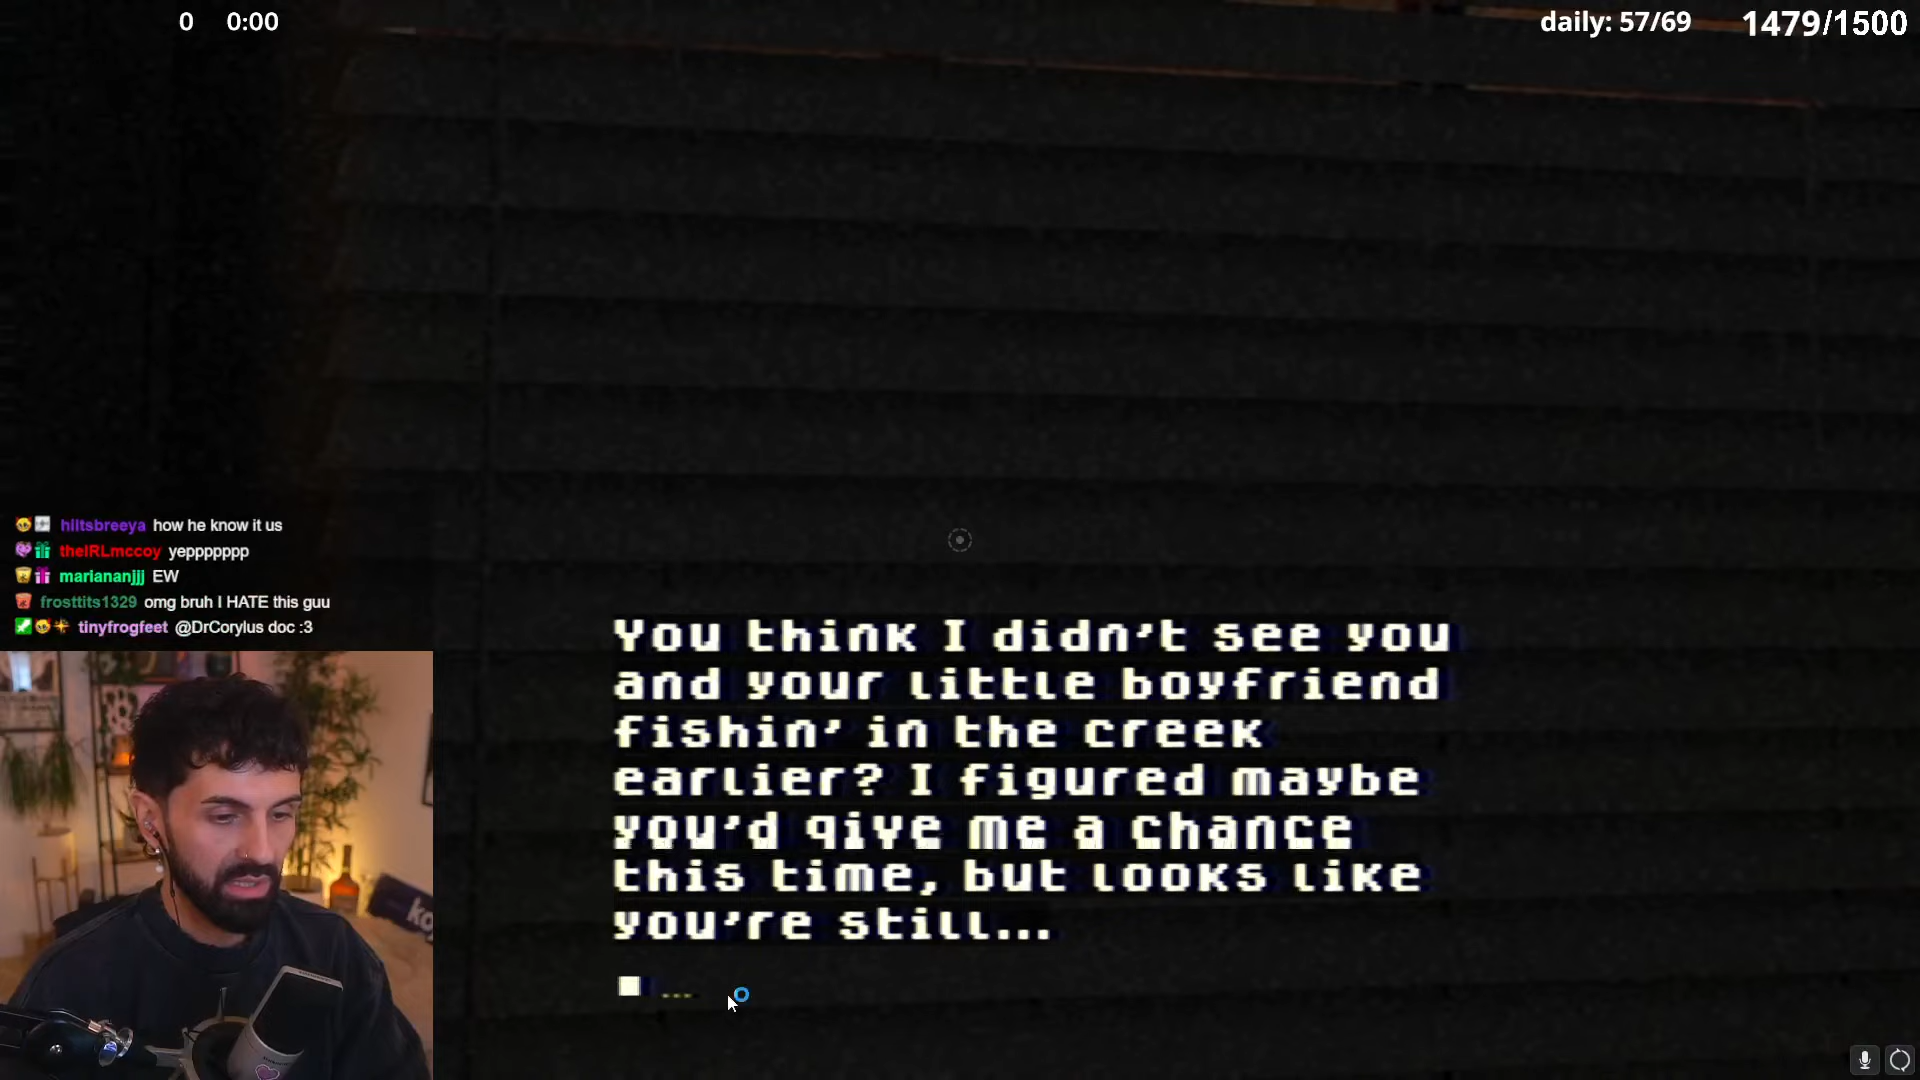 0 0:00
daily: 57/69 1479/1500
hiltsbreeya how he know it us
theIRLmccoy yeppppppp
mariananjjj EW
frosttits1329 omg bruh I HATE this guu
tinyfrogfeet @DrCorylus doc :3
You think I didn't see you
and your little boyfriend
fishin' in the creek
earlier? I figured maybe
you'd give me a chance
this time, but looks like
you're still...
...